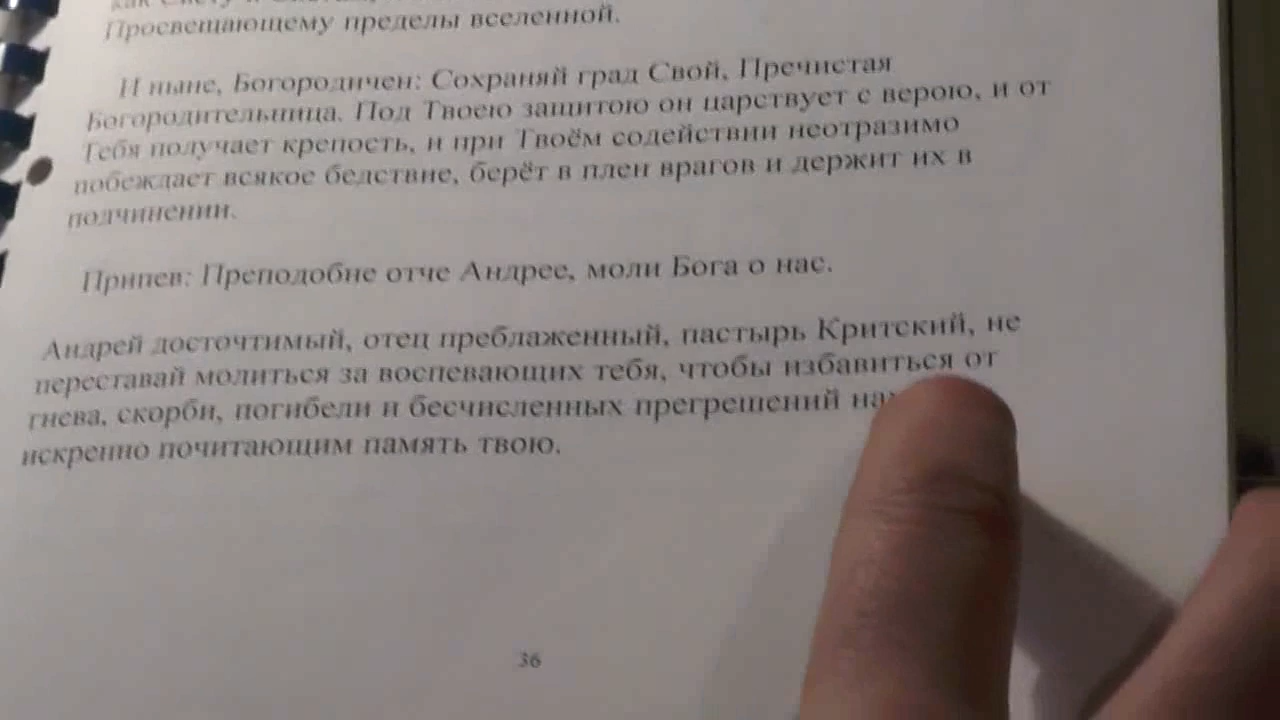 как Свету и
Просвещающему пределы вселенной.
И ныне, Богородичен: Сохраняй град Свой, Пречистая
Богородительница. Под Твоею защитою он царствует с верою, и от
Тебя получает крепость, и при Твоём содействии неотразимо
побеждает всякое бедствие, берёт в плен врагов и держит их в
подчинении.
Припев: Преподобне отче Андрее, моли Бога о нас.
Андрей досточтимый, отец преблаженный, пастырь Критский, не
переставай молиться за воспевающих тебя, чтобы избавиться от
гнева, скорби, погибели и бесчисленных прегрешений
искренно почитающим память твою.
36